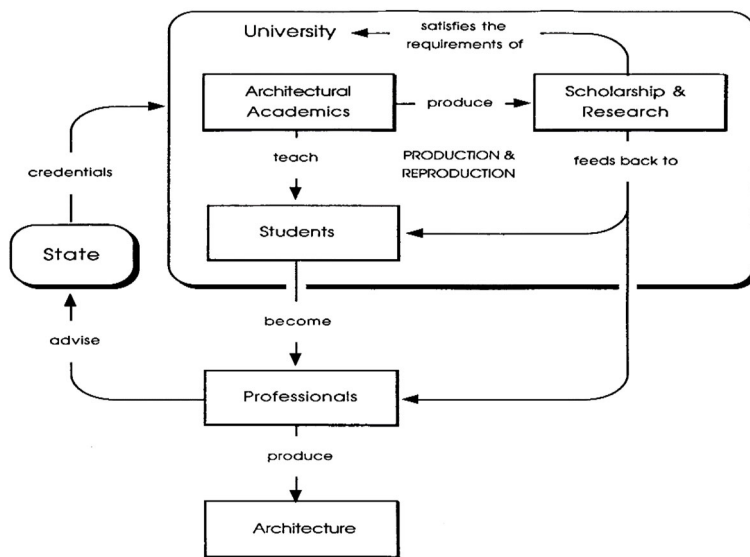 University
satisfies the
requirements of
Architectural
Academics
produce
Scholarship &
Research
teach
PRODUCTION &
REPRODUCTION
feeds back to
credentials
Students
State
become
advise
Professionals
produce
Architecture